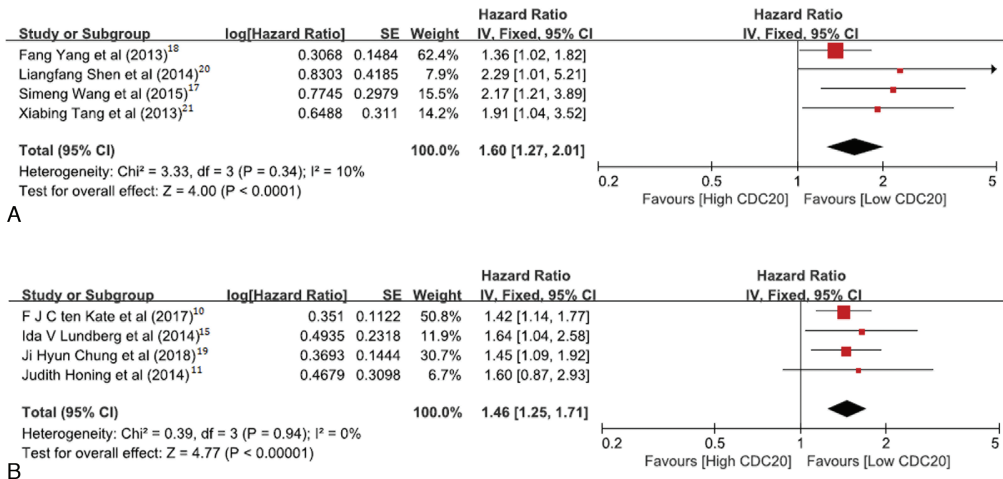 Hazard Ratio Hazard Ratio
Study or Subgroup log[Hazard Ratio] SE Weight IV, Fixed, 95% CI IV, Fixed, 95% CI
Fang Yang et al (2013)18 0.3068 0.1484 62.4% 1.36 [1.02, 1.82]
Liangfang Shen et al (2014)20 0.8303 0.4185 7.9% 2.29 [1.01, 5.21]
Simeng Wang et al (2015)17 0.7745 0.2979 15.5% 2.17 [1.21, 3.89]
Xiabing Tang et al (2013)21 0.6488 0.311 14.2% 1.91 [1.04, 3.52]
Total (95% CI) 100.0% 1.60 [1.27, 2.01]
Heterogeneity: Chi² = 3.33, df = 3 (P = 0.34); I² = 10%
Test for overall effect: Z = 4.00 (P < 0.0001)
0.2 0.5 1 2 5
Favours [High CDC20] Favours [Low CDC20]
A
Hazard Ratio Hazard Ratio
Study or Subgroup log[Hazard Ratio] SE Weight IV, Fixed, 95% CI IV, Fixed, 95% CI
F J C ten Kate et al (2017)10 0.351 0.1122 50.8% 1.42 [1.14, 1.77]
Ida V Lundberg et al (2014)15 0.4935 0.2318 11.9% 1.64 [1.04, 2.58]
Ji Hyun Chung et al (2018)19 0.3693 0.1444 30.7% 1.45 [1.09, 1.92]
Judith Honing et al (2014)11 0.4679 0.3098 6.7% 1.60 [0.87, 2.93]
Total (95% CI) 100.0% 1.46 [1.25, 1.71]
Heterogeneity: Chi² = 0.39, df = 3 (P = 0.94); I² = 0%
Test for overall effect: Z = 4.77 (P < 0.00001)
0.2 0.5 1 2 5
Favours [High CDC20] Favours [Low CDC20]
B